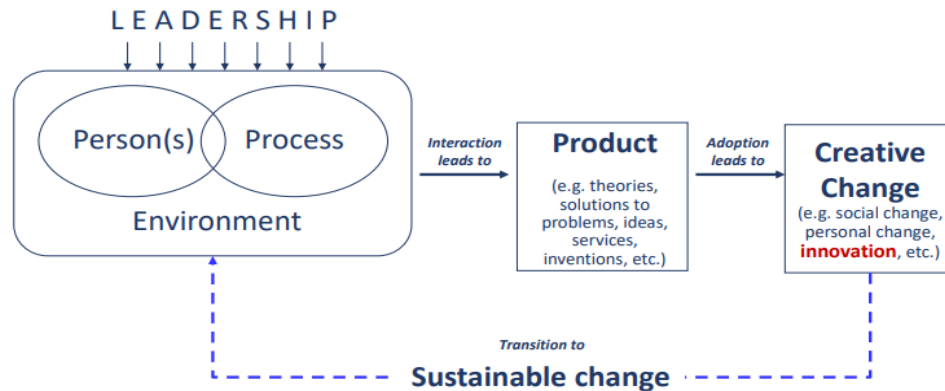 L E A D E R S H I P
Person(s)
Process
Environment
Interaction
leads to
Product
(e.g. theories,
solutions to
problems, ideas,
services,
inventions, etc.)
Adoption
leads to
Creative
Change
(e.g. social change,
personal change,
innovation, etc.)
Transition to
Sustainable change